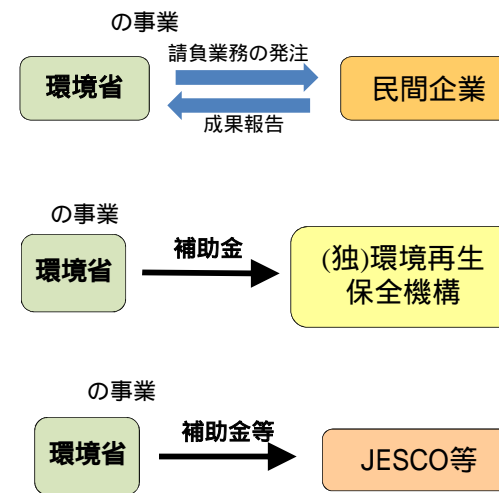 の事業
請負業務の発注
環境省
民間企業
成果報告
の事業
補助金
環境省
(独)環境再生
保全機構
の事業
補助金等
環境省
JESCO等